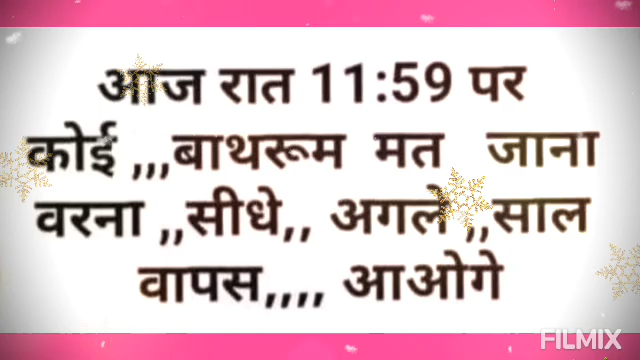 आज रात 11:59 पर
कोई ,,,बाथरूम मत जाना
वरना ,,सीधे,, अगले ,,साल
वापस,,,, आओगे
FILMIX